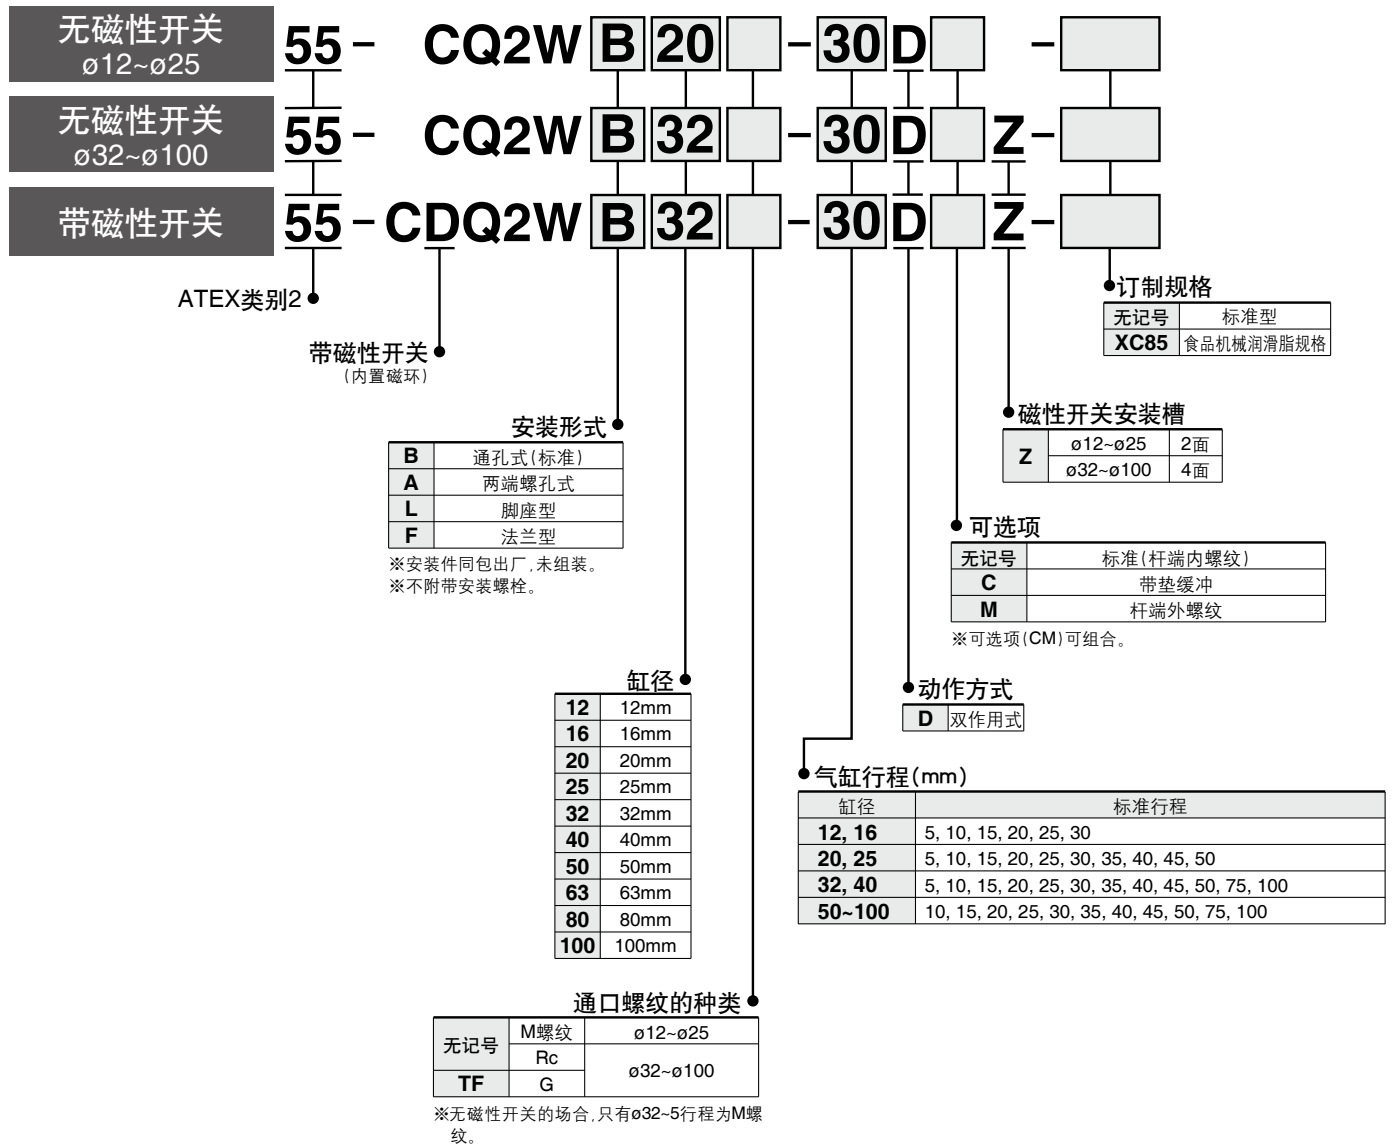 无磁性开关
ø12~ø25
55- CQ2W B 20 -30 D -
无磁性开关
ø32~ø100
55- CQ2W B 32 -30 D Z-
带磁性开关
55-CDQ2W B 32 -30 D Z-
ATEX类别2
带磁性开关
(内置磁环)
订制规格
无记号 标准型
XC85 食品机械润滑脂规格
磁性开关安装槽
Z ø12~ø25 2面
ø32~ø100 4面
安装形式
B 通孔式(标准)
A 两端螺孔式
L 脚座型
F 法兰型
※安装件同包出厂,未组装。
※不附带安装螺栓。
可选项
无记号 标准(杆端内螺纹)
C 带垫缓冲
M 杆端外螺纹
※可选项(CM)可组合。
缸径
12 12mm
16 16mm
20 20mm
25 25mm
32 32mm
40 40mm
50 50mm
63 63mm
80 80mm
100 100mm
动作方式
D 双作用式
气缸行程(mm)
缸径 标准行程
12, 16 5, 10, 15, 20, 25, 30
20, 25 5, 10, 15, 20, 25, 30, 35, 40, 45, 50
32, 40 5, 10, 15, 20, 25, 30, 35, 40, 45, 50, 75, 100
50~100 10, 15, 20, 25, 30, 35, 40, 45, 50, 75, 100
通口螺纹的种类
无记号 M螺纹 ø12~ø25
Rc ø32~ø100
TF G
※无磁性开关的场合,只有ø32~5行程为M螺
纹。